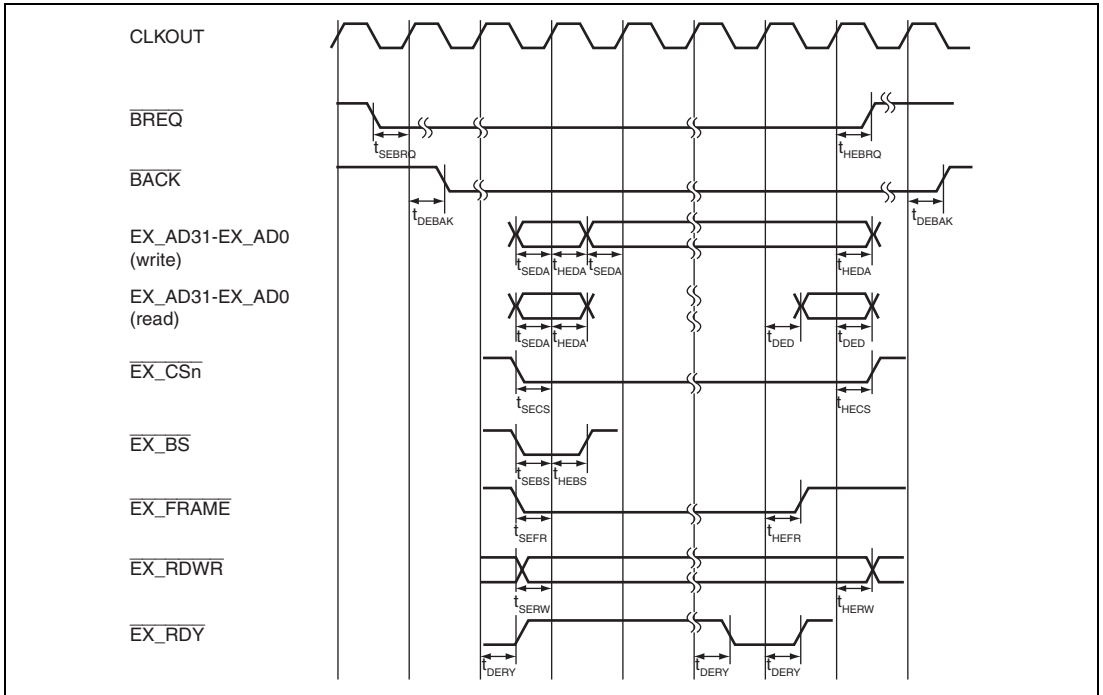 CLKOUT
BREQ
tSEBRQ tHEBRQ
BACK
tDEBAK tDEBAK
EX_AD31-EX_AD0
(write)
tSEDA tHEDA tSEDA tHEDA
EX_AD31-EX_AD0
(read)
tSEDA tHEDA tDED tDED
EX_CSn
tSECS tHECS
EX_BS
tSEBS tHEBS
EX_FRAME
tSEFR tHEFR
EX_RDWR
tSERW tHERW
EX_RDY
tDERY tDERY tDERY